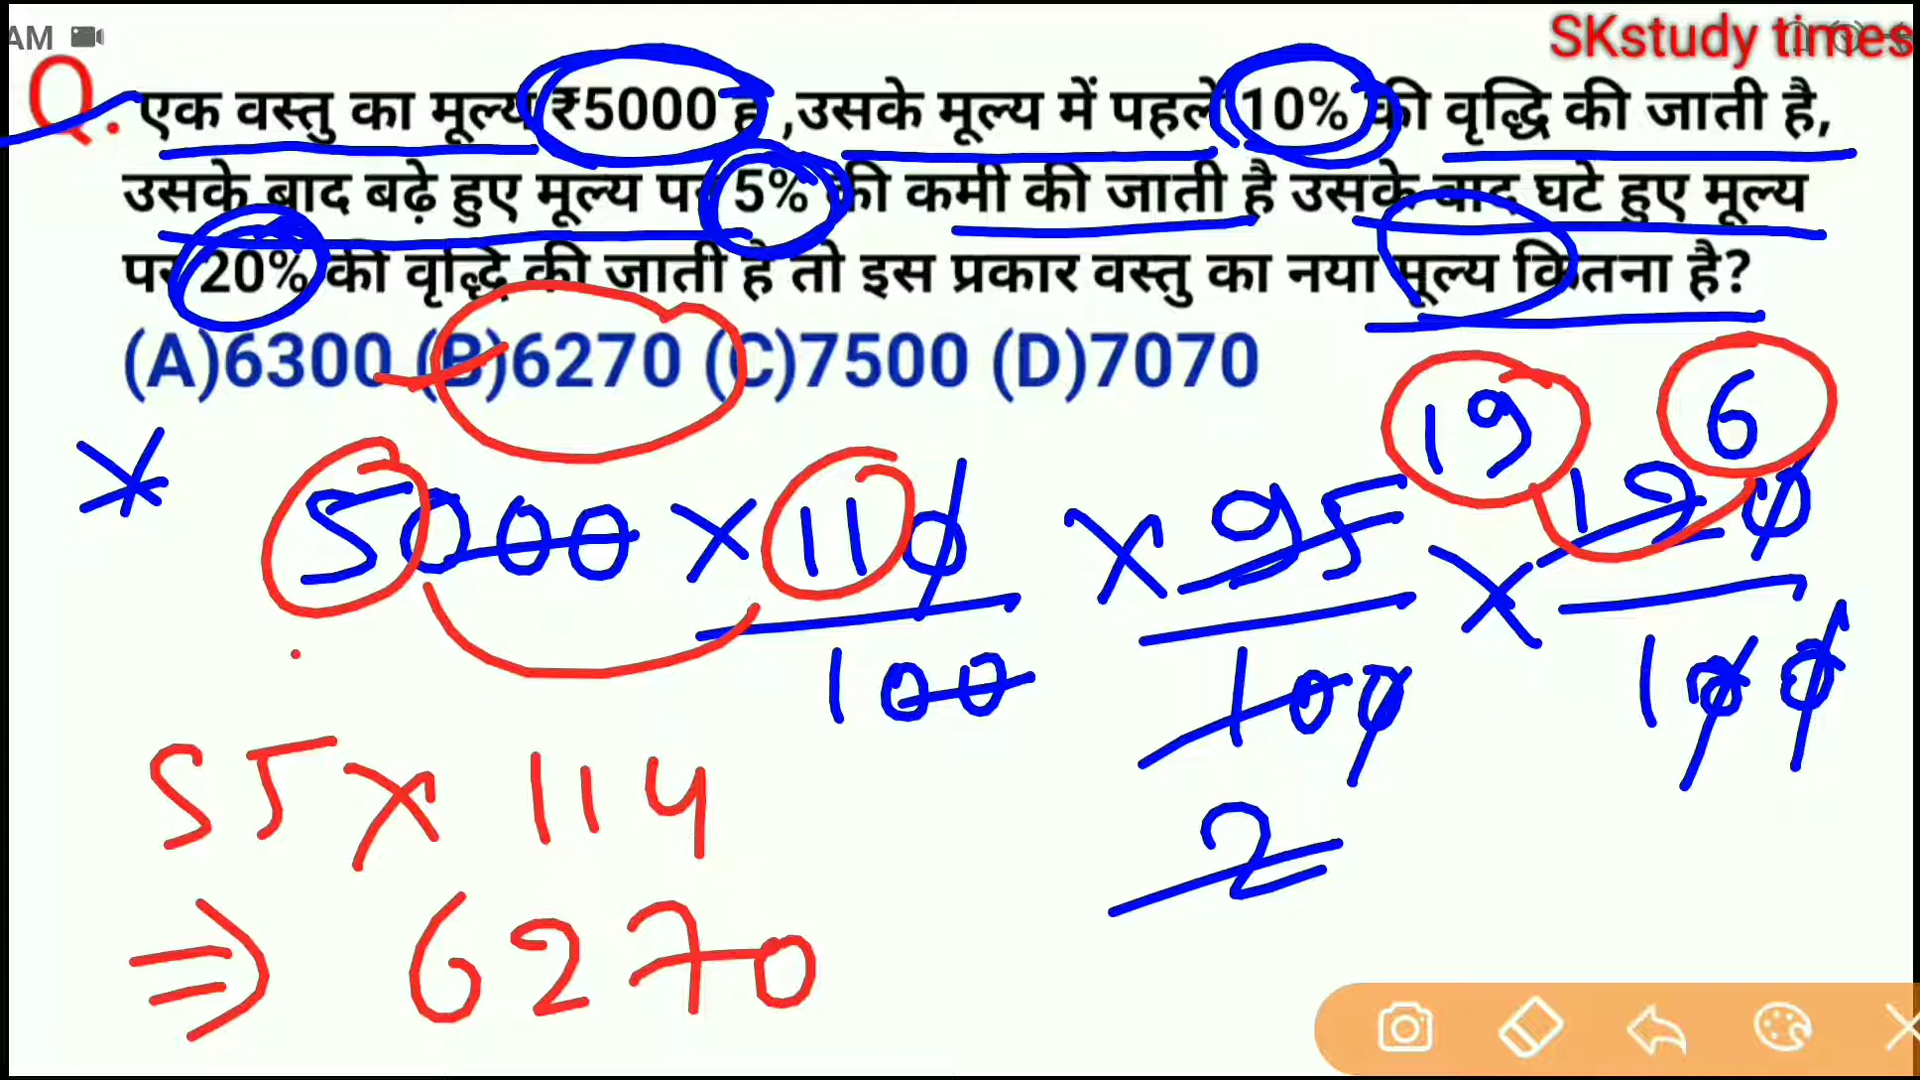 AM
SKstudy times
Q. एक वस्तु का मूल्य ₹5000 है ,उसके मूल्य में पहले 10% की वृद्धि की जाती है,
उसके बाद बढ़े हुए मूल्य पर 5% की कमी की जाती है उसके बाद घटे हुए मूल्य
पर 20% की वृद्धि की जाती है तो इस प्रकार वस्तु का नया मूल्य कितना है?
(A)6300 (B)6270 (C)7500 (D)7070
19 6
5000 × 110 × 95 × 120
100 100 100
2
55 × 114
⇒ 6270